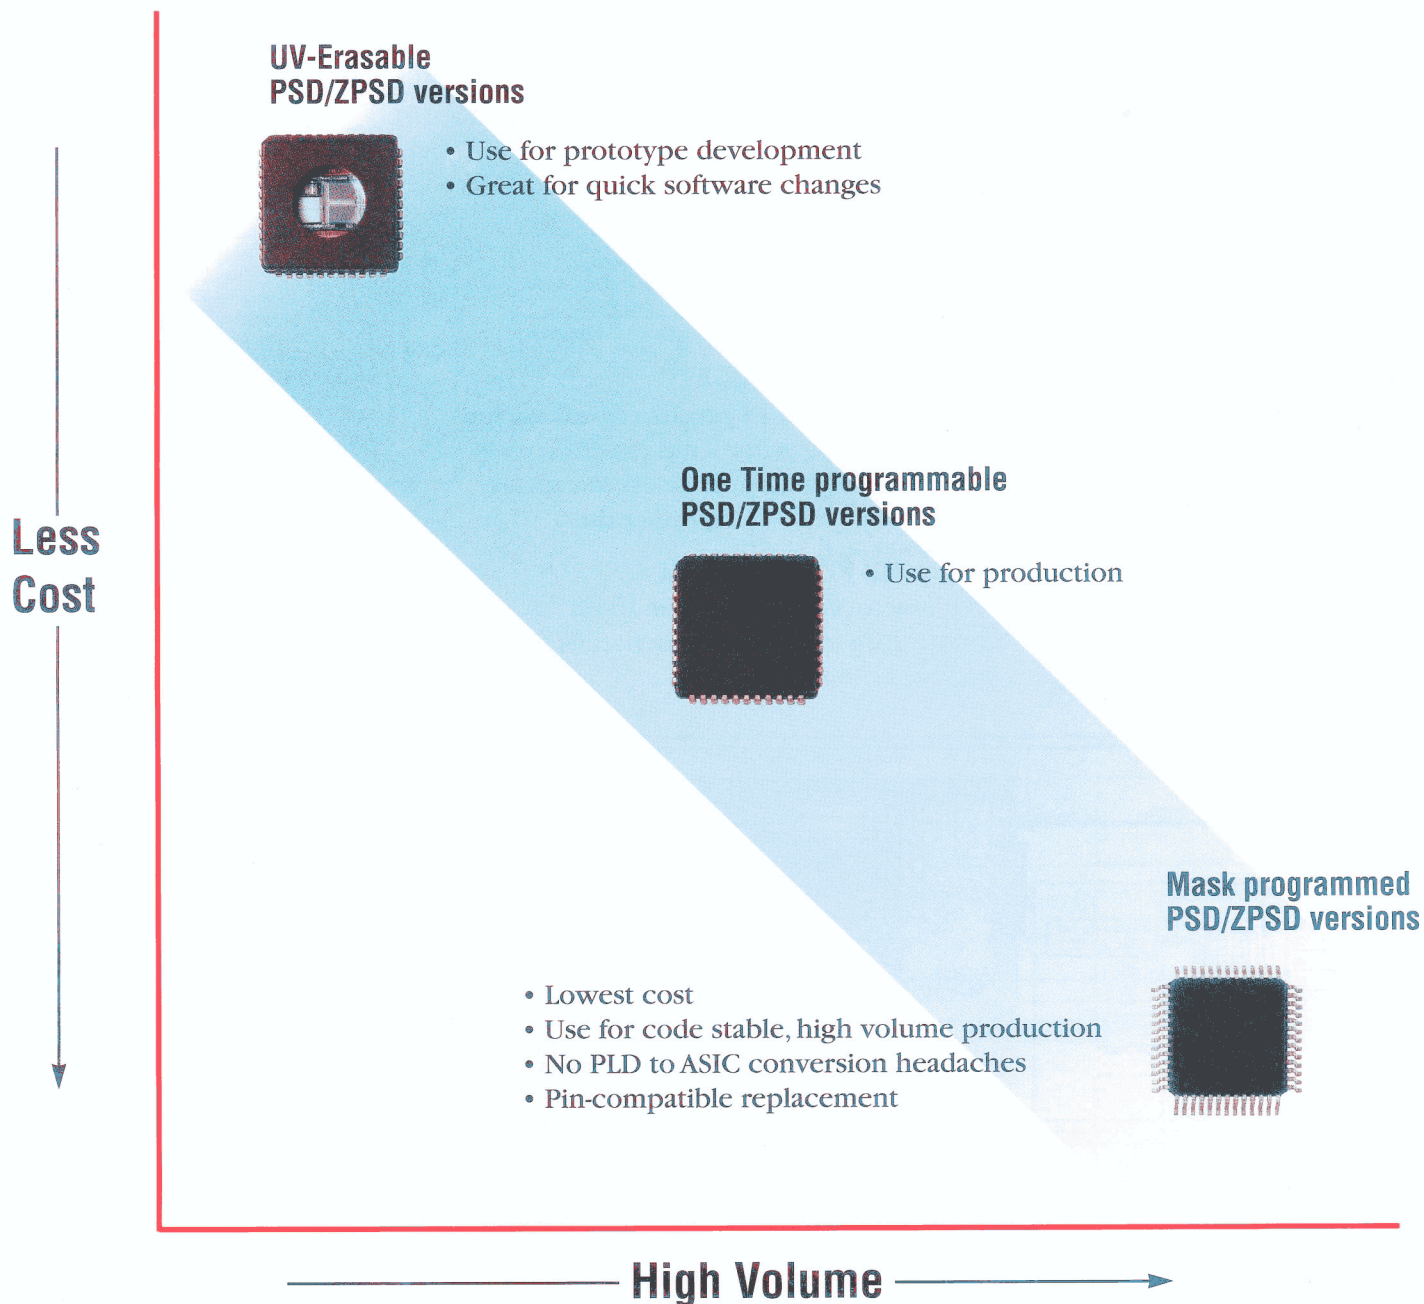 UV-Erasable
PSD/ZPSD versions
• Use for prototype development
• Great for quick software changes
One Time programmable
PSD/ZPSD versions
• Use for production
Less
Cost
Mask programmed
PSD/ZPSD versions
• Lowest cost
• Use for code stable, high volume production
• No PLD to ASIC conversion headaches
• Pin-compatible replacement
High Volume